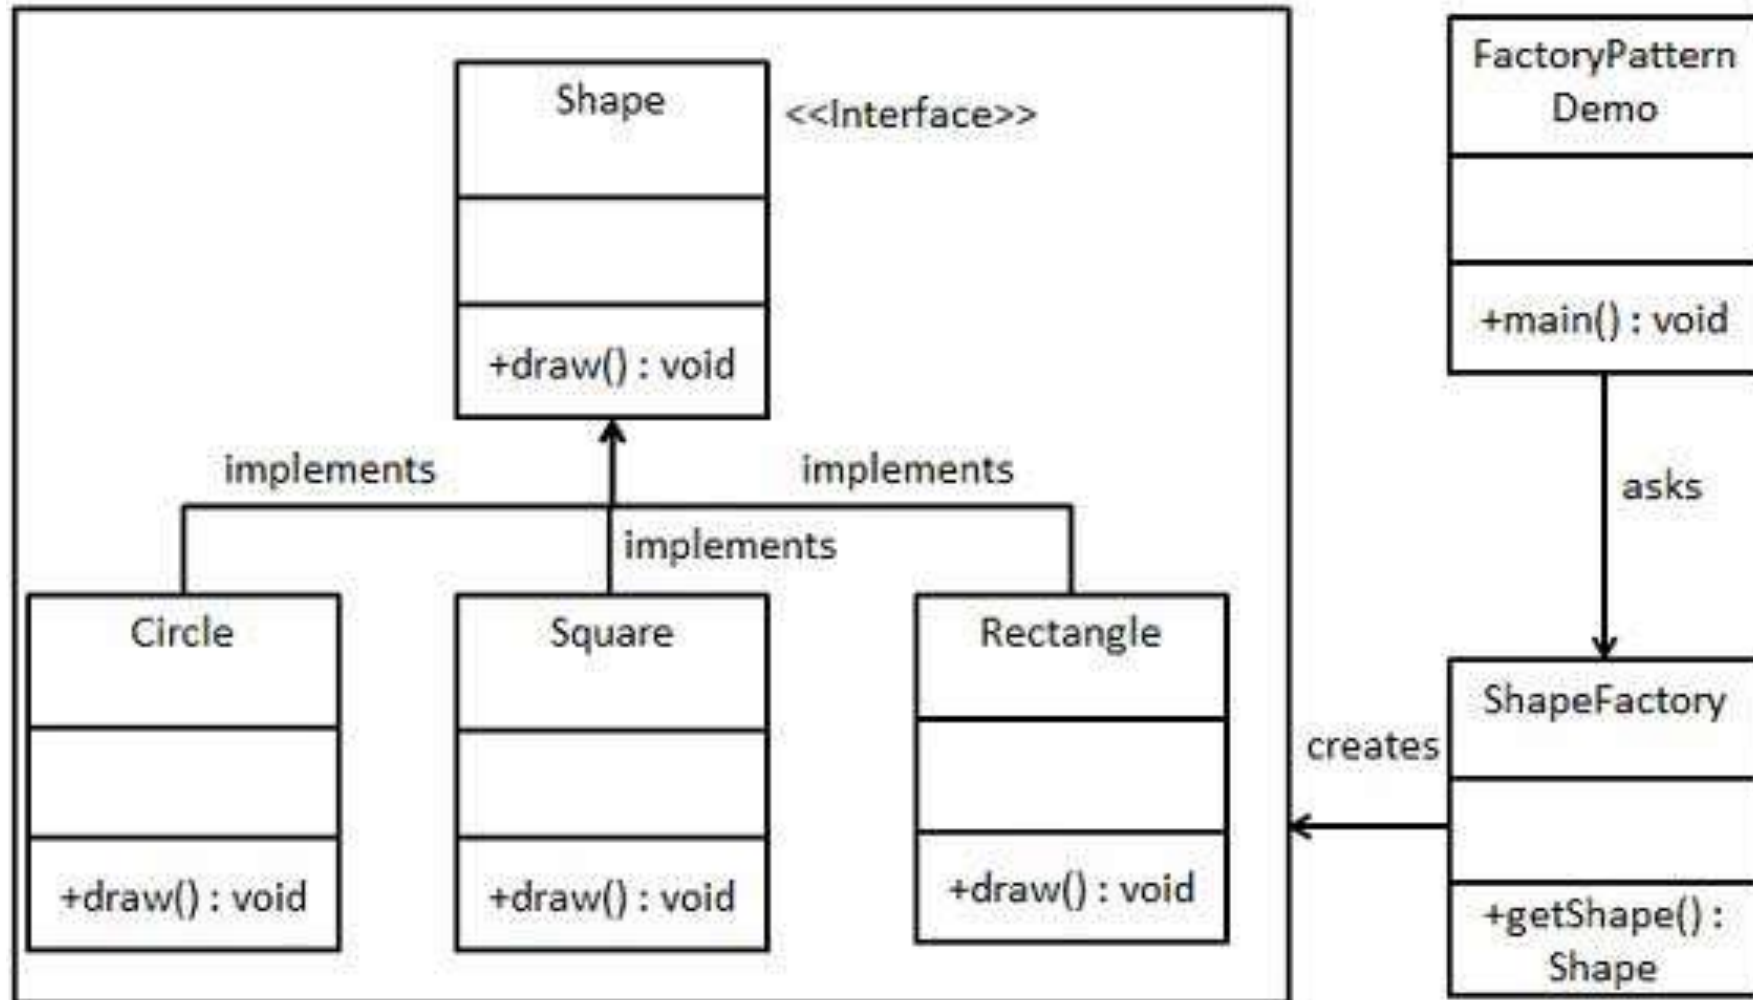 Shape
<<Interface>>
+draw() : void
implements
implements
implements
Circle
+draw() : void
Square
+draw() : void
Rectangle
+draw() : void
FactoryPattern
Demo
+main() : void
asks
ShapeFactory
+getShape() :
Shape
creates